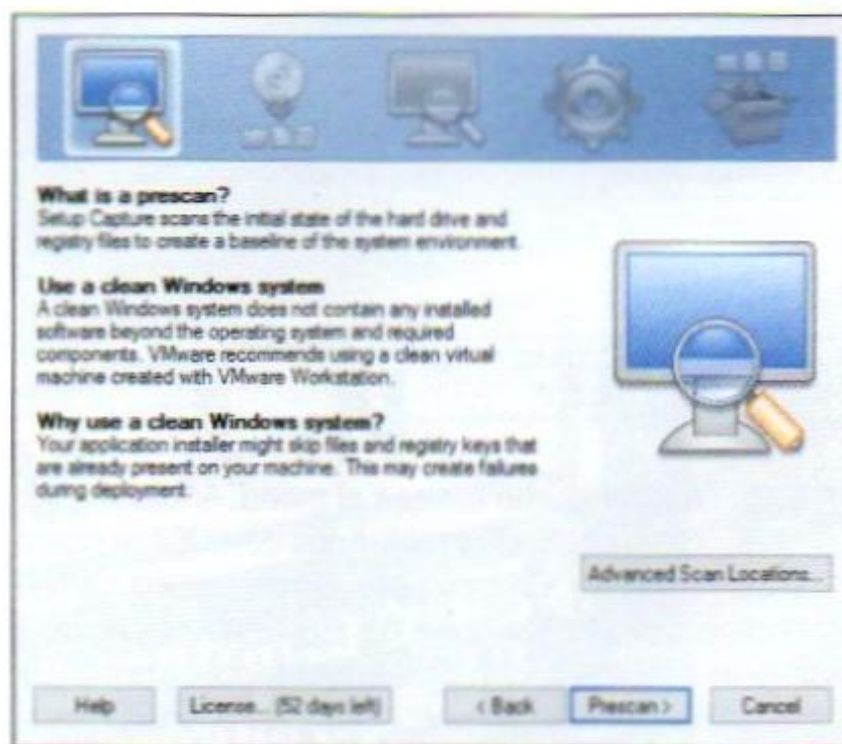 What is a prescan?
Setup Capture scans the initial state of the hard drive and
registry files to create a baseline of the system environment.
Use a clean Windows system
A clean Windows system does not contain any installed
software beyond the operating system and required
components. VMware recommends using a clean virtual
machine created with VMware Workstation.
Why use a clean Windows system?
Your application installer might skip files and registry keys that
are already present on your machine. This may create failures
during deployment.
Advanced Scan Locations...
Help
License... (52 days left)
< Back
Prescan >
Cancel